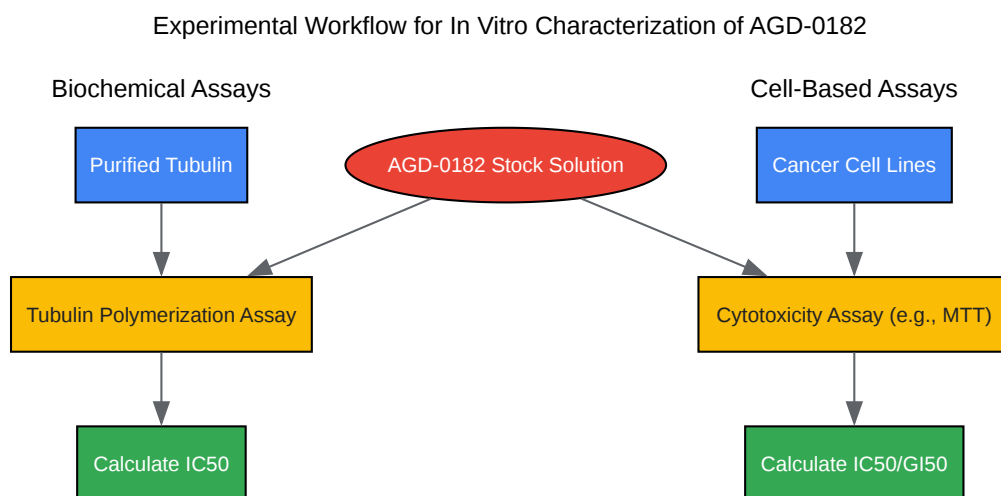 Experimental Workflow for In Vitro Characterization of AGD-0182
Biochemical Assays
Cell-Based Assays
Purified Tubulin
AGD-0182 Stock Solution
Cancer Cell Lines
Tubulin Polymerization Assay
Cytotoxicity Assay (e.g., MTT)
Calculate IC50
Calculate IC50/GI50